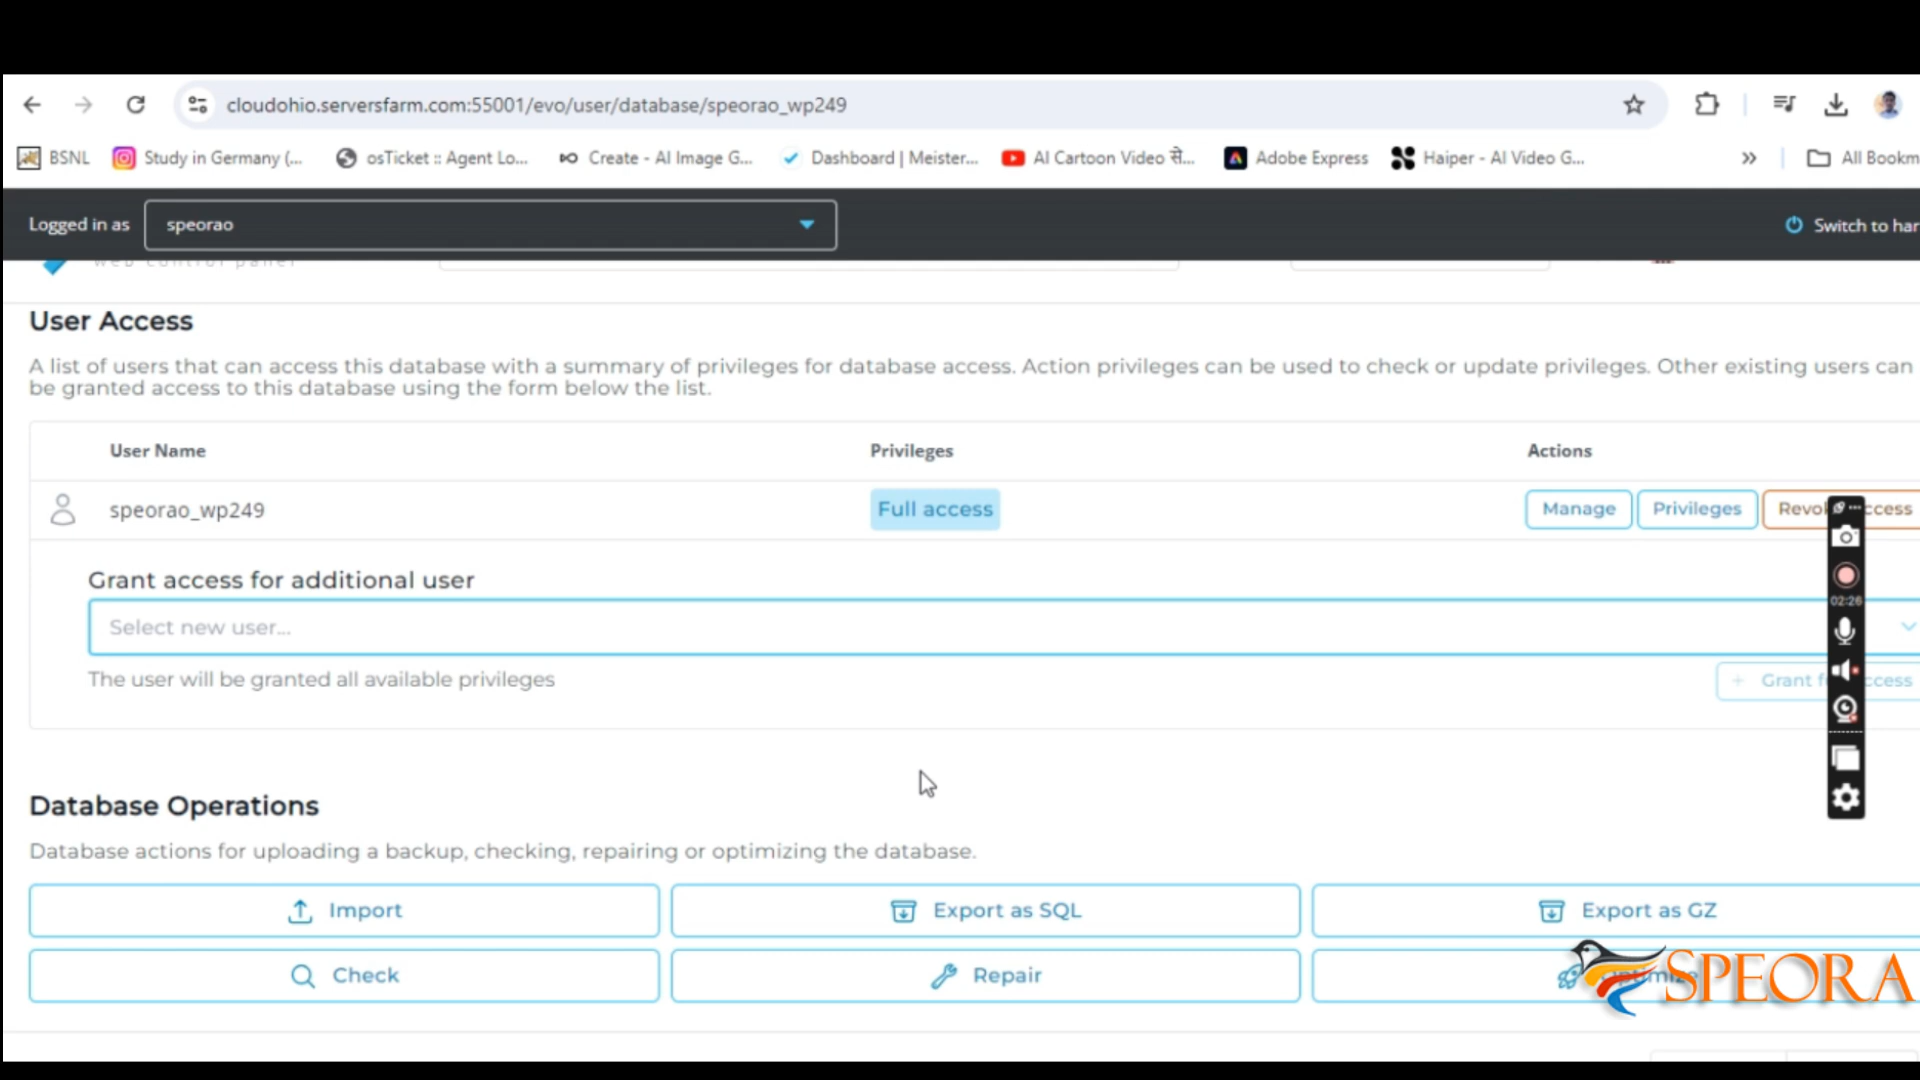 cloudohio.serversfarm.com:55001/evo/user/database/speorao_wp249
BSNL Study in Germany (... osTicket :: Agent Lo... Create - AI Image G... Dashboard | Meister... AI Cartoon Video से... Adobe Express Haiper - AI Video G... » All Bookm
Logged in as speorao Switch to hai
web control panel
User Access
A list of users that can access this database with a summary of privileges for database access. Action privileges can be used to check or update privileges. Other existing users can
be granted access to this database using the form below the list.
User Name Privileges Actions
speorao_wp249 Full access Manage Privileges Revo ccess
Grant access for additional user
02:26
Select new user...
The user will be granted all available privileges
+ Grant f ccess
Database Operations
Database actions for uploading a backup, checking, repairing or optimizing the database.
Import Export as SQL Export as GZ
Check Repair Optimize
SPEORA